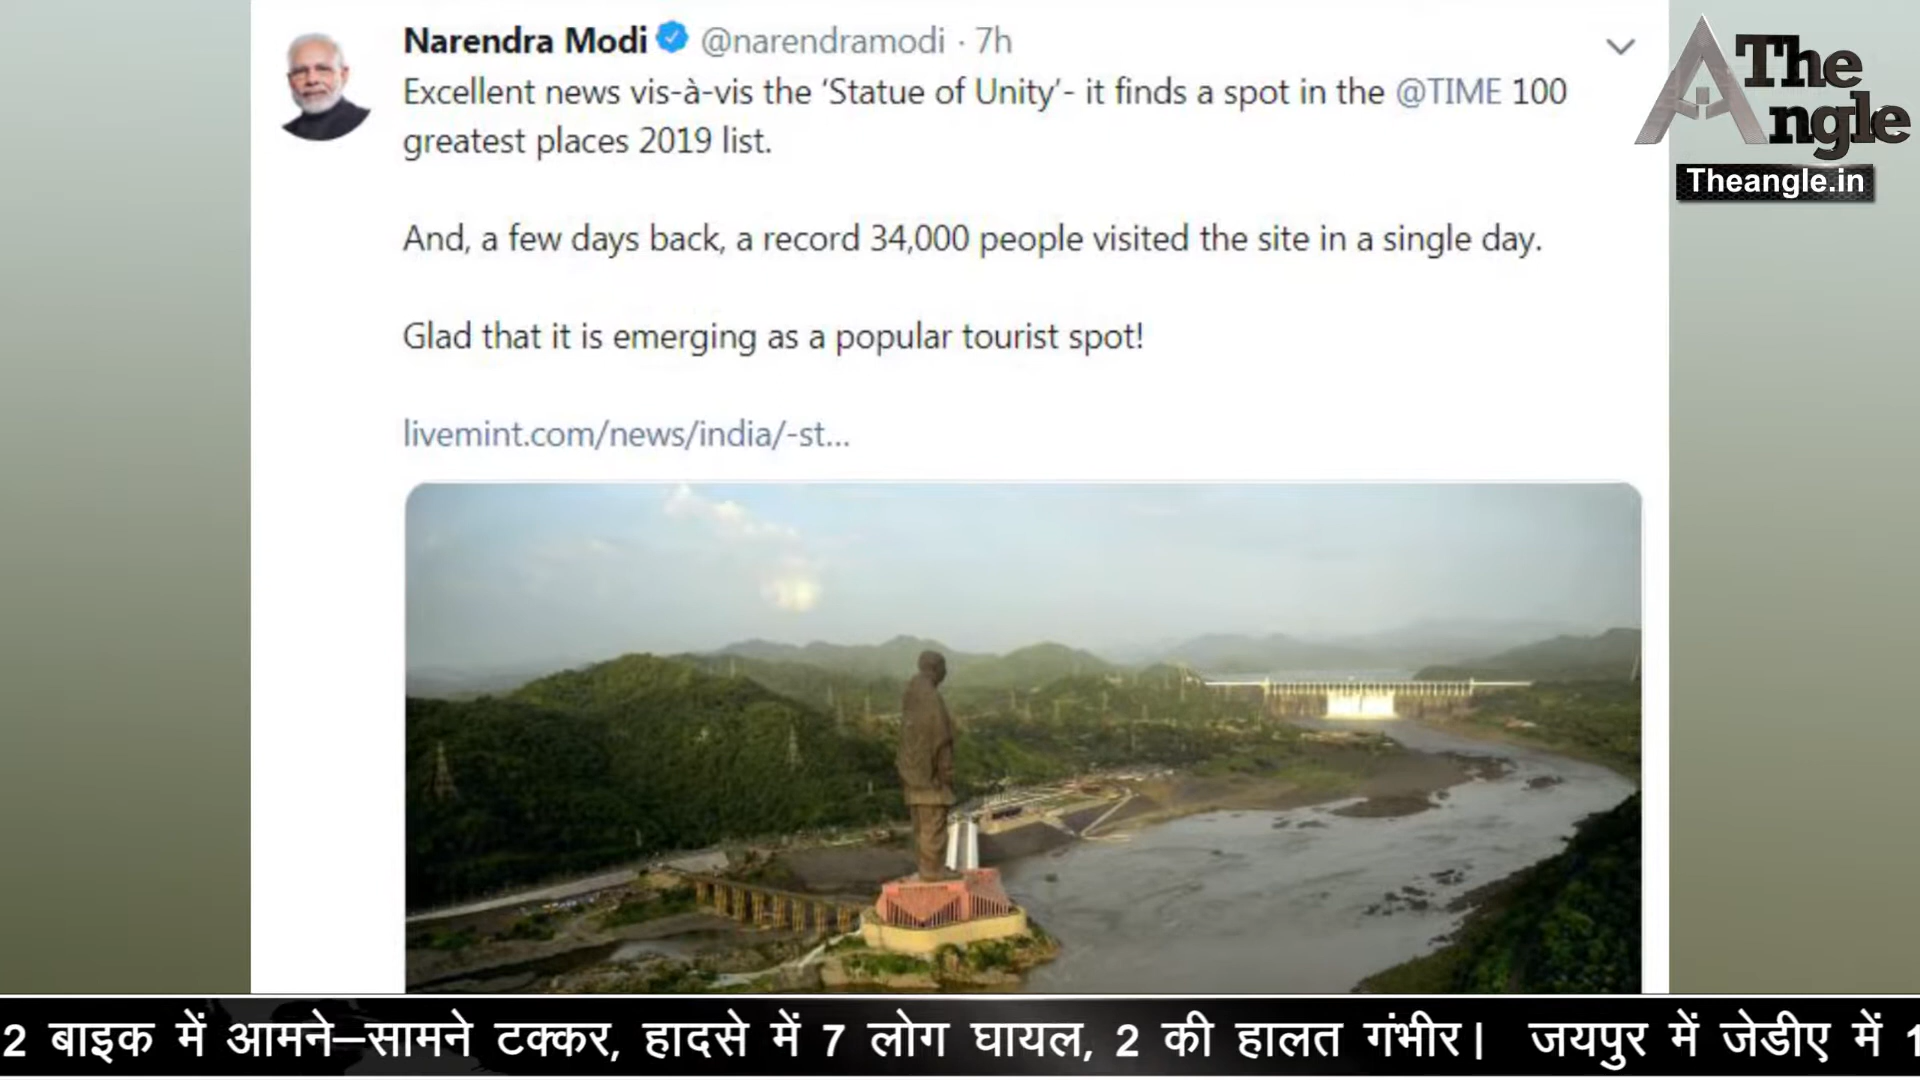 Narendra Modi @narendramodi · 7h
Excellent news vis-à-vis the ‘Statue of Unity’- it finds a spot in the @TIME 100
greatest places 2019 list.
And, a few days back, a record 34,000 people visited the site in a single day.
Glad that it is emerging as a popular tourist spot!
livemint.com/news/india/-st...
The Angle
Theangle.in
2 बाइक में आमने–सामने टक्कर, हादसे में 7 लोग घायल, 2 की हालत गंभीर। जयपुर में जेडीए में 1